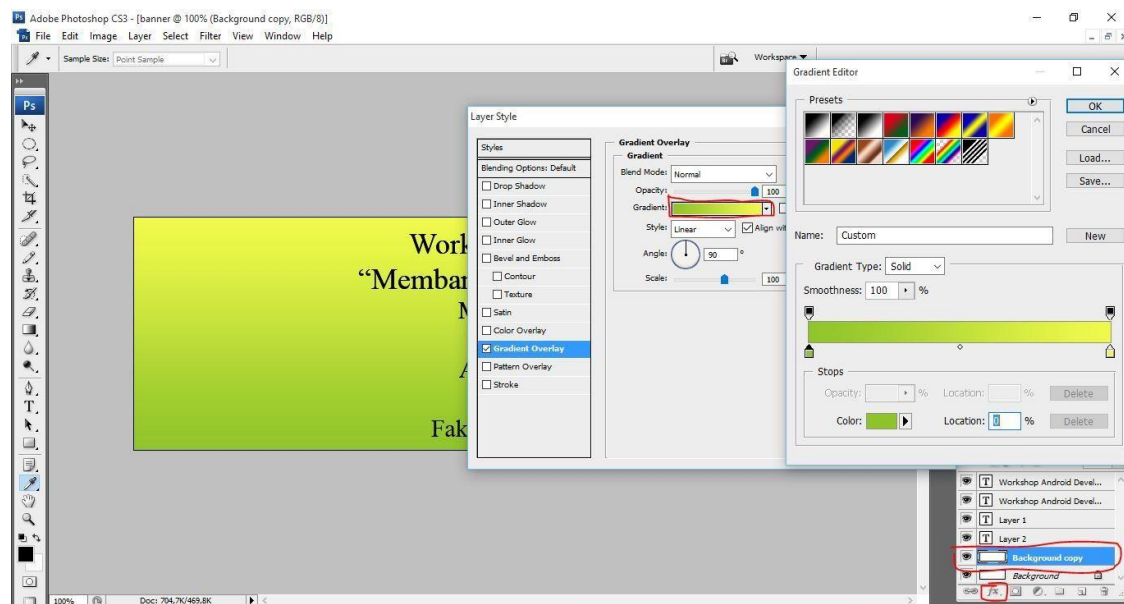 Adobe Photoshop CS3 - [banner @ 100% (Background copy, RGB/8)]
File Edit Image Layer Select Filter View Window Help
Sample Size: Point Sample
Workspace
Ps
Work
“Memba
Fak
100%
Doc: 704,7K/469,8K
Layer Style
Styles
Blending Options: Default
Drop Shadow
Inner Shadow
Outer Glow
Inner Glow
Bevel and Emboss
Contour
Texture
Satin
Color Overlay
Gradient Overlay
Pattern Overlay
Stroke
Gradient Overlay
Gradient
Blend Mode: Normal
Opacity: 100
Gradient:
Style: Linear Align wit
Angle: 90 °
Scale: 100
Gradient Editor
Presets
OK
Cancel
Load...
Save...
Name: Custom
New
Gradient Type: Solid
Smoothness: 100 %
Stops
Opacity: % Location: % Delete
Color: Location: 0 % Delete
Workshop Android Devel...
Workshop Android Devel...
Layer 1
Layer 2
Background copy
Background
fx